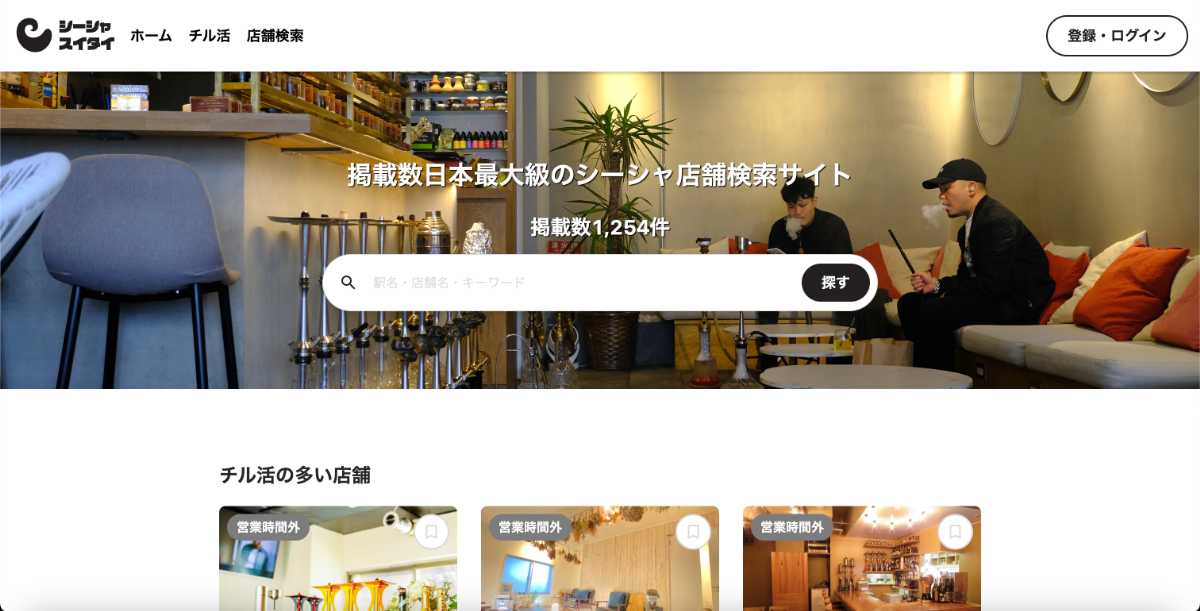 シーシャ
スイタイ
ホーム チル活 店舗検索
登録・ログイン
掲載数日本最大級のシーシャ店舗検索サイト
掲載数1,254件
駅名・店舗名・キーワード
探す
チル活の多い店舗
営業時間外
営業時間外
営業時間外